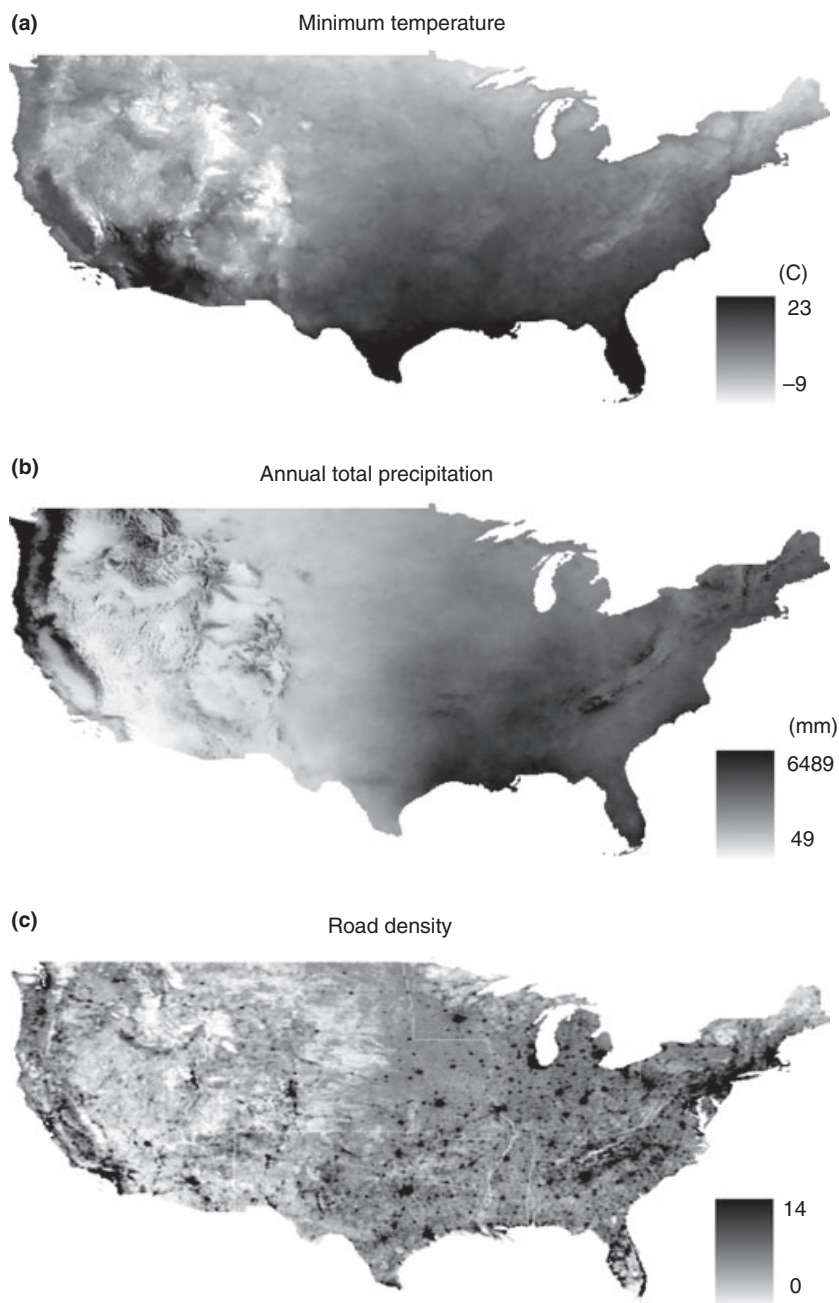 (a)
Minimum temperature
(C)
23
–9
(b)
Annual total precipitation
(mm)
6489
49
(c)
Road density
14
0